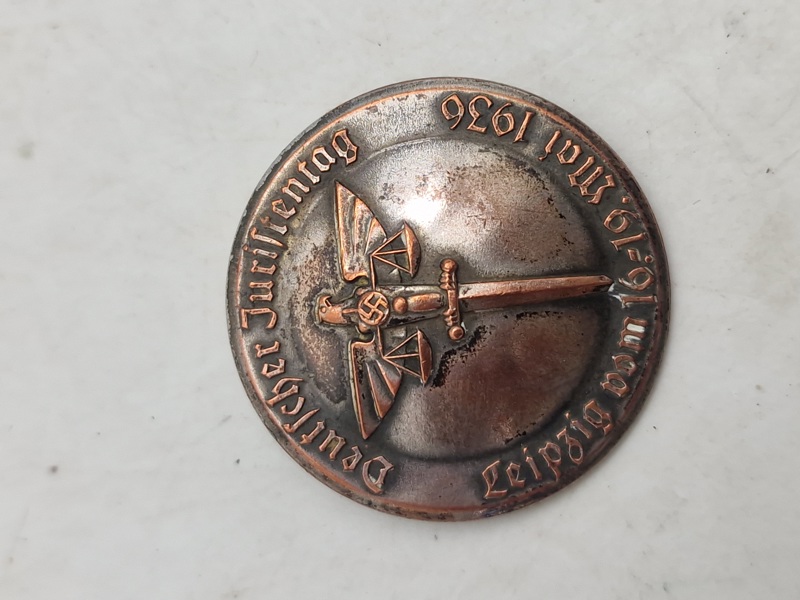 Deutscher Juristentag
Leipzig vom 16.-19. Mai 1936